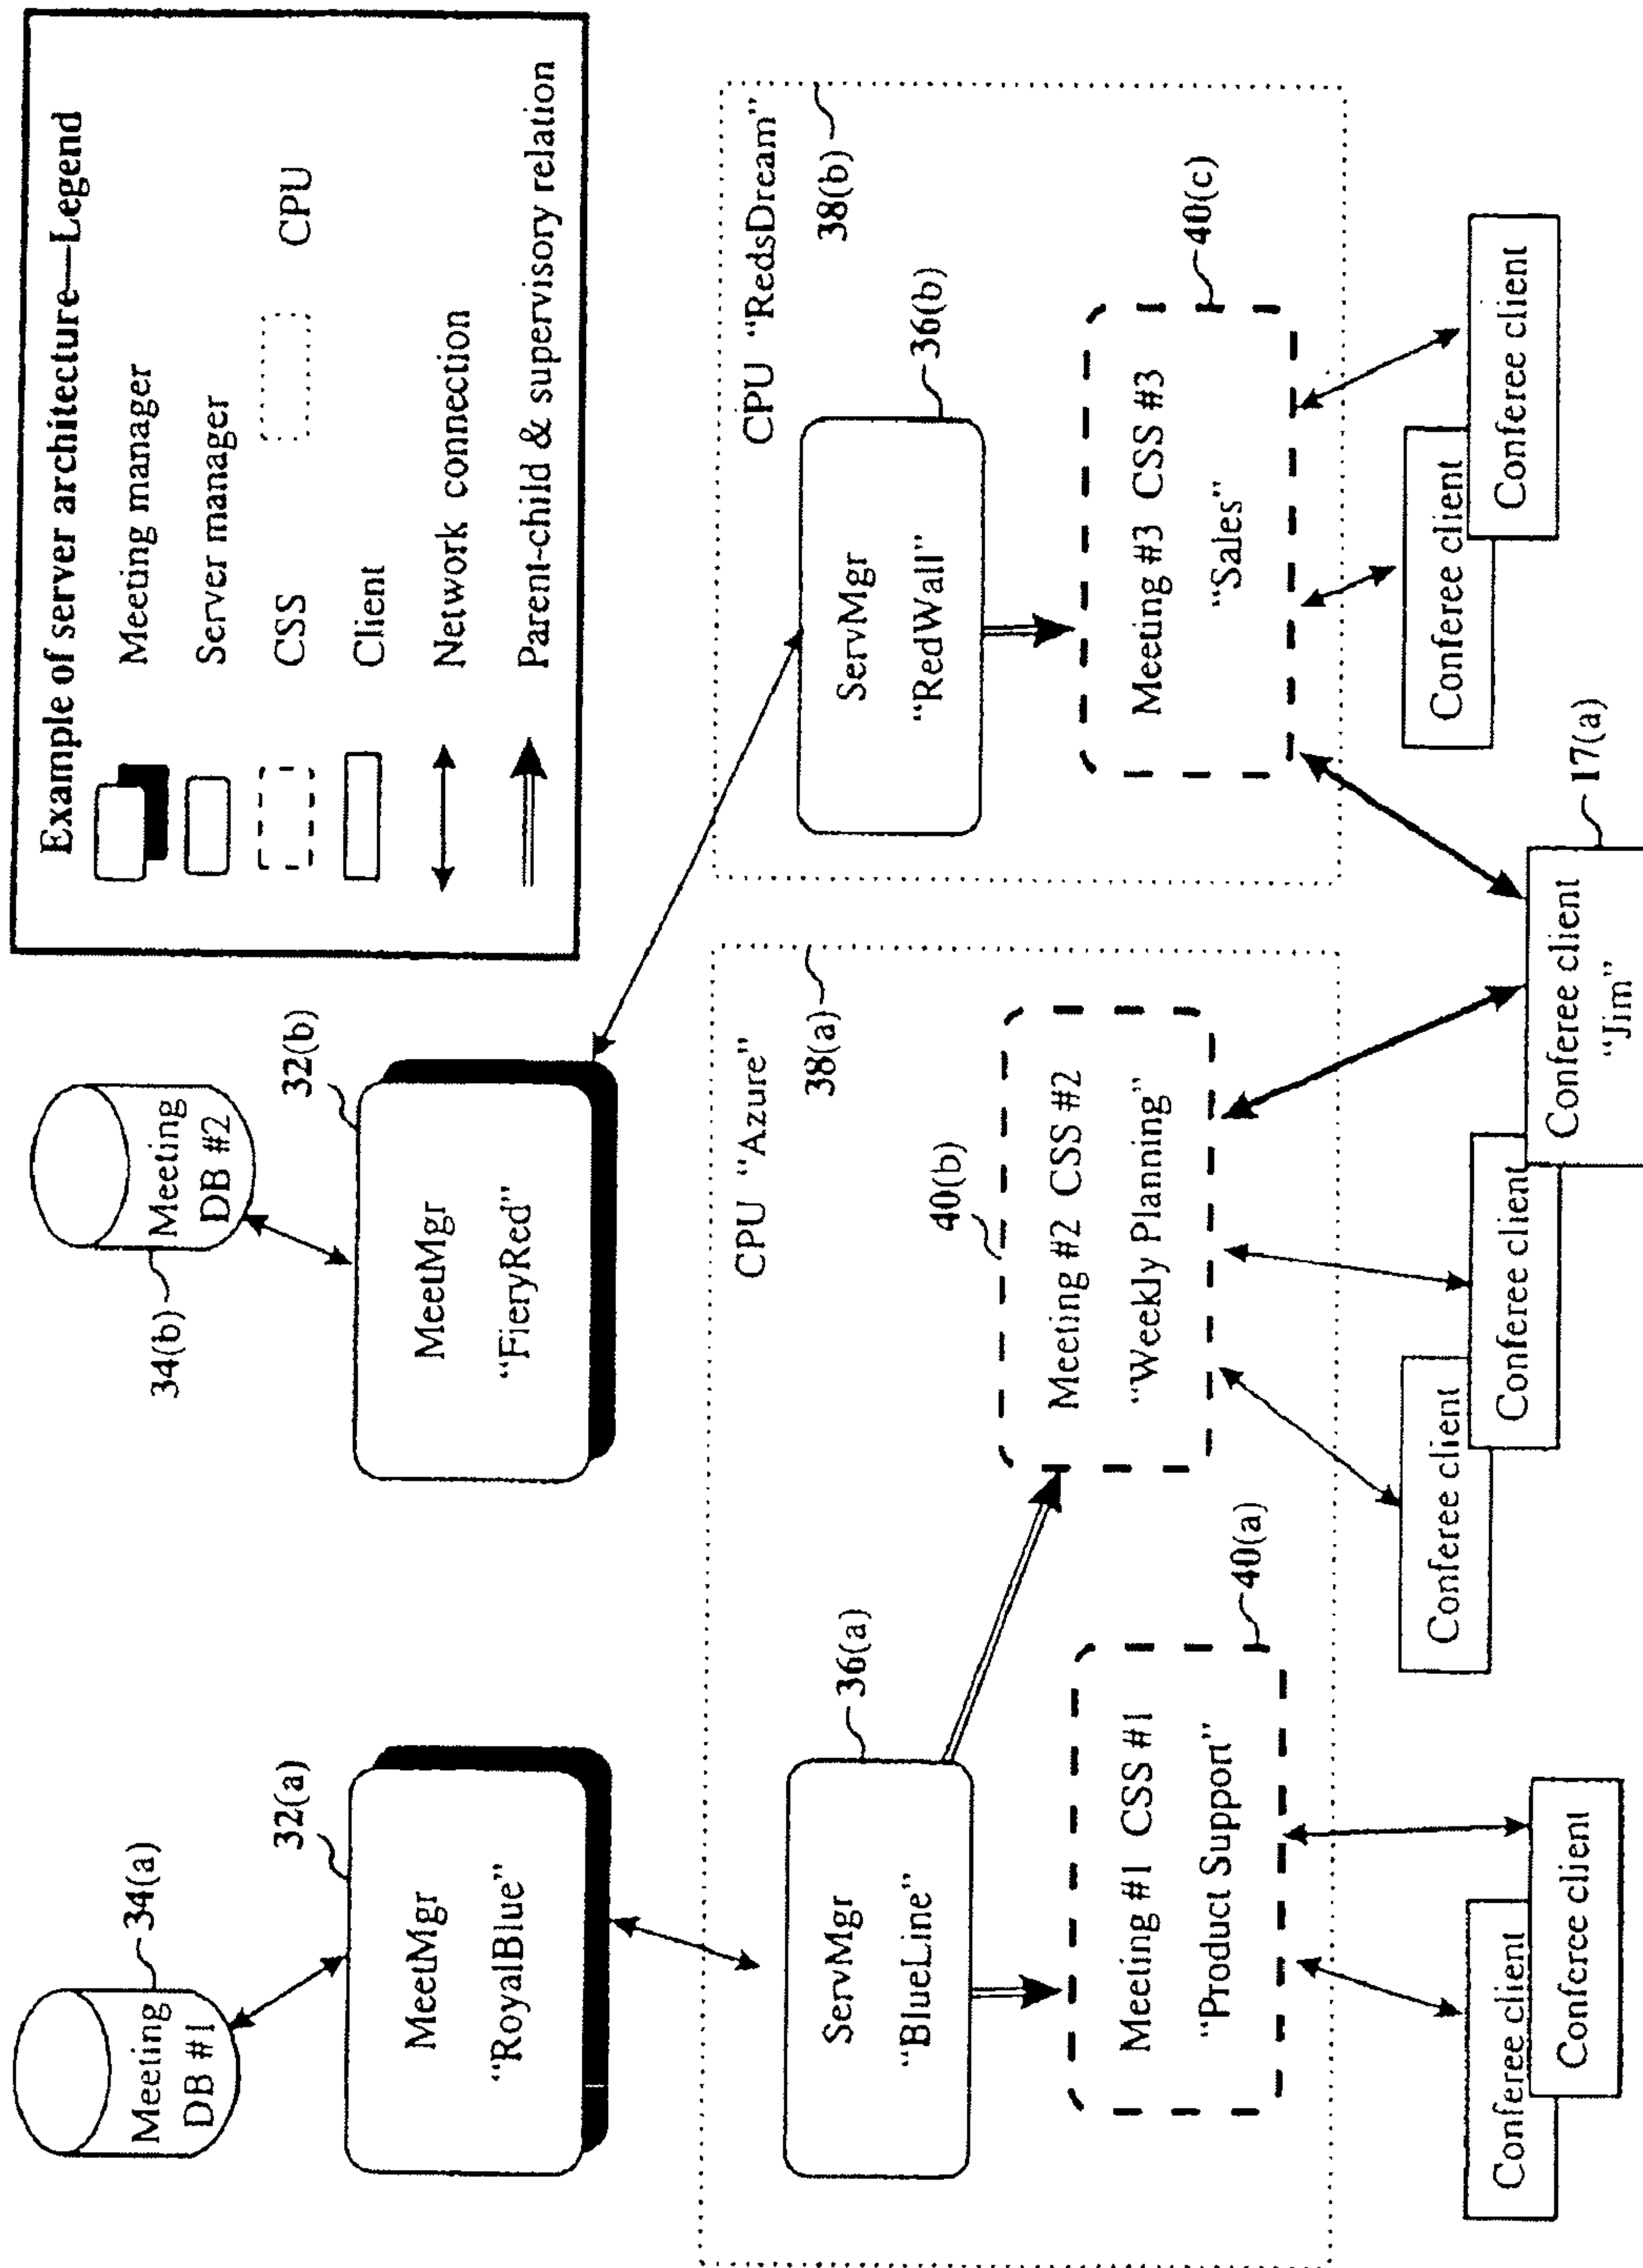 Example of server architecture—Legend
Meeting manager
Server manager
CSS
CPU
Client
Network connection
Parent-child & supervisory relation
Meeting
DB #1
34(a)
32(a)
MeetMgr
“RoyalBlue”
34(b)
Meeting
DB #2
32(b)
MeetMgr
“FieryRed”
CPU “Azure”
38(a)
ServMgr
“BlueLine”
36(a)
40(b)
Meeting #2 CSS #2
“Weekly Planning”
Meeting #1 CSS #1
“Product Support”
40(a)
CPU “RedsDream”
38(b)
ServMgr
“RedWall”
36(b)
Meeting #3 CSS #3
“Sales”
40(c)
Conferee client
Conferee client
Conferee client
Conferee client
Conferee client
“Jim”
17(a)
Conferee client
Conferee client